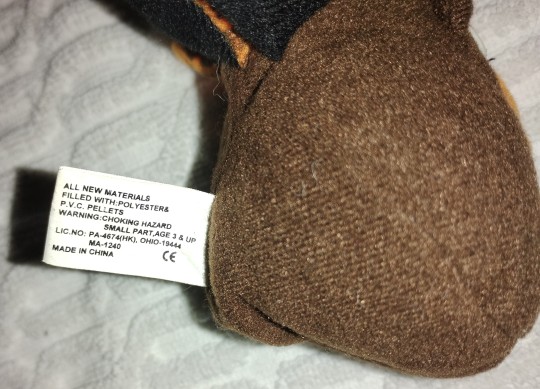 ALL NEW MATERIALS
FILLED WITH:POLYESTER&
P.V.C. PELLETS
WARNING:CHOKING HAZARD
SMALL PART,AGE 3 & UP
LIC.NO: PA-4674(HK), OHIO-19444
MA-1240
MADE IN CHINA CE